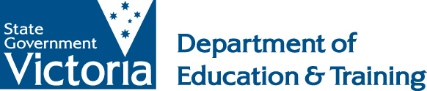 State
Government
Victoria
Department of
Education & Training